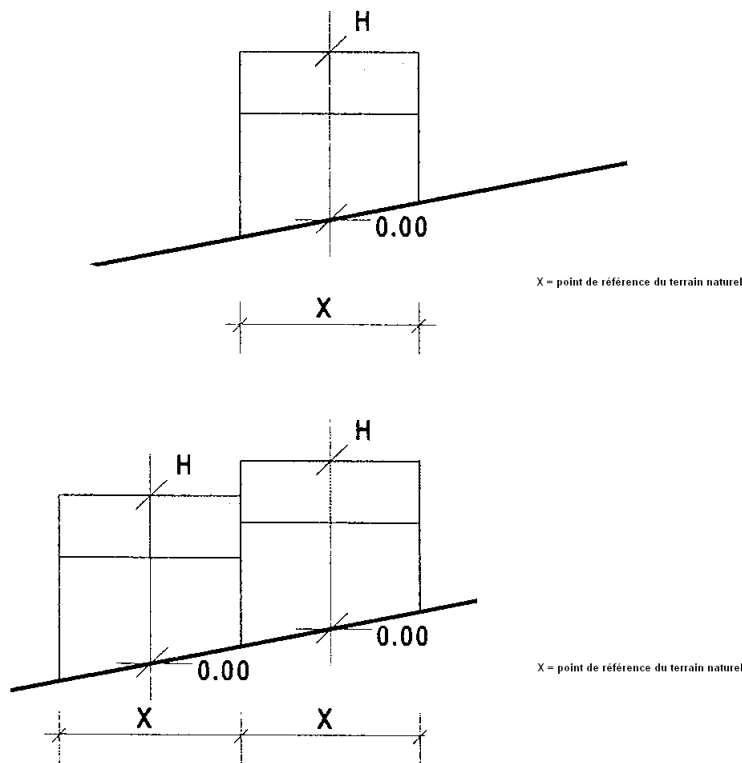 H
0.00
X = point de référence du terrain naturel
X
H
H
0.00
0.00
X = point de référence du terrain naturel
X X